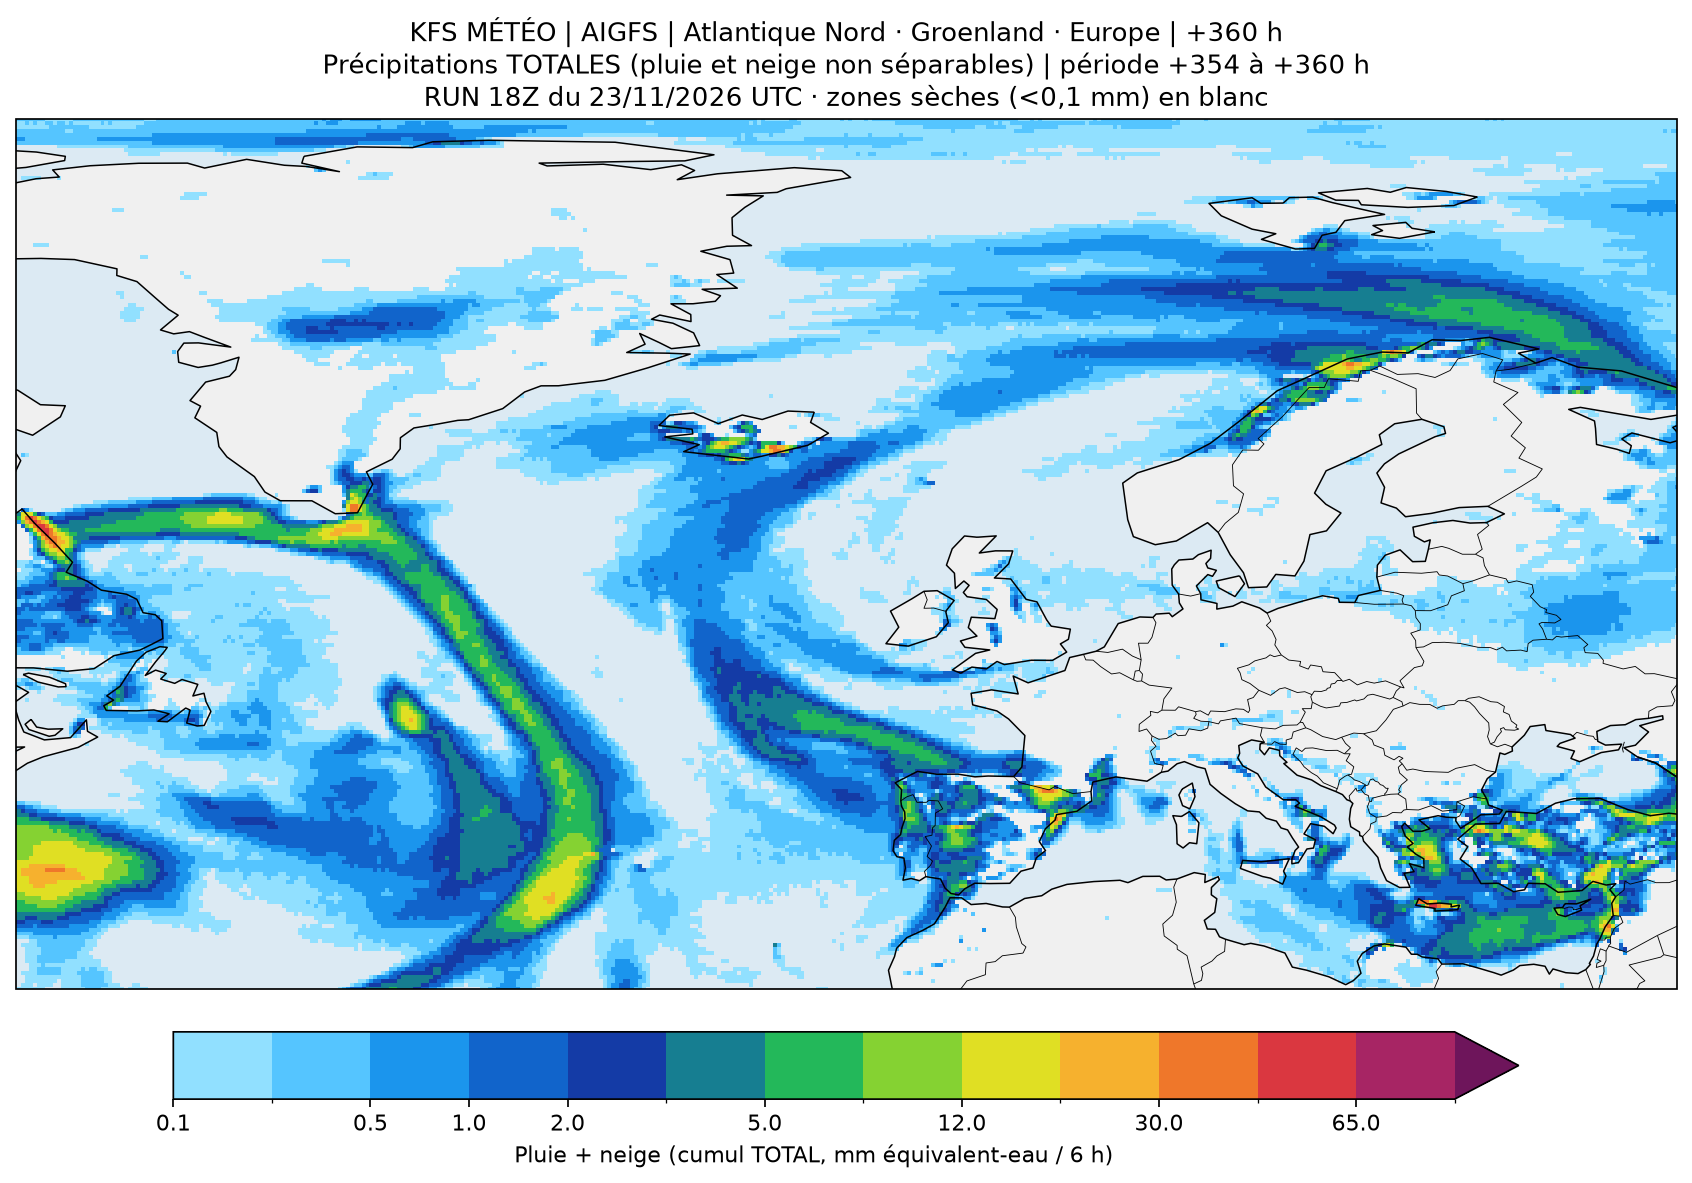 KFS MÉTÉO | AIGFS | Atlantique Nord · Groenland · Europe | +360 h
Précipitations TOTALES (pluie et neige non séparables) | période +354 à +360 h
RUN 18Z du 23/11/2026 UTC · zones sèches (<0,1 mm) en blanc
0.1 0.5 1.0 2.0 5.0 12.0 30.0 65.0
Pluie + neige (cumul TOTAL, mm équivalent-eau / 6 h)